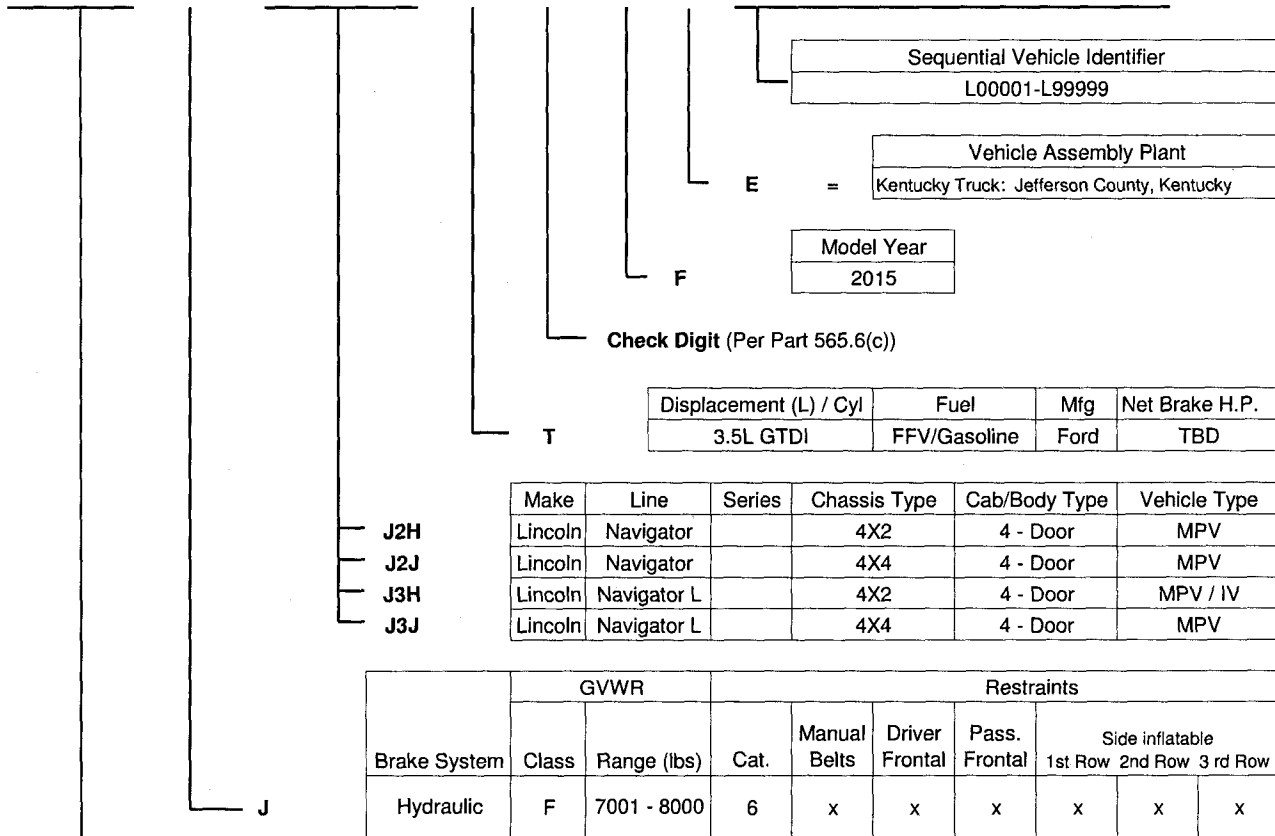 Sequential Vehicle Identifier
L00001-L99999
Vehicle Assembly Plant
E = Kentucky Truck: Jefferson County, Kentucky
Model Year
F 2015
Check Digit (Per Part 565.6(c))
Displacement (L) / Cyl Fuel Mfg Net Brake H.P.
T 3.5L GTDI FFV/Gasoline Ford TBD
Make Line Series Chassis Type Cab/Body Type Vehicle Type
J2H Lincoln Navigator 4X2 4 - Door MPV
J2J Lincoln Navigator 4X4 4 - Door MPV
J3H Lincoln Navigator L 4X2 4 - Door MPV / IV
J3J Lincoln Navigator L 4X4 4 - Door MPV
GVWR Restraints
Manual Driver Pass. Side inflatable
Brake System Class Range (lbs) Cat. Belts Frontal Frontal 1st Row 2nd Row 3 rd Row
J Hydraulic F 7001 - 8000 6 x x x x x x